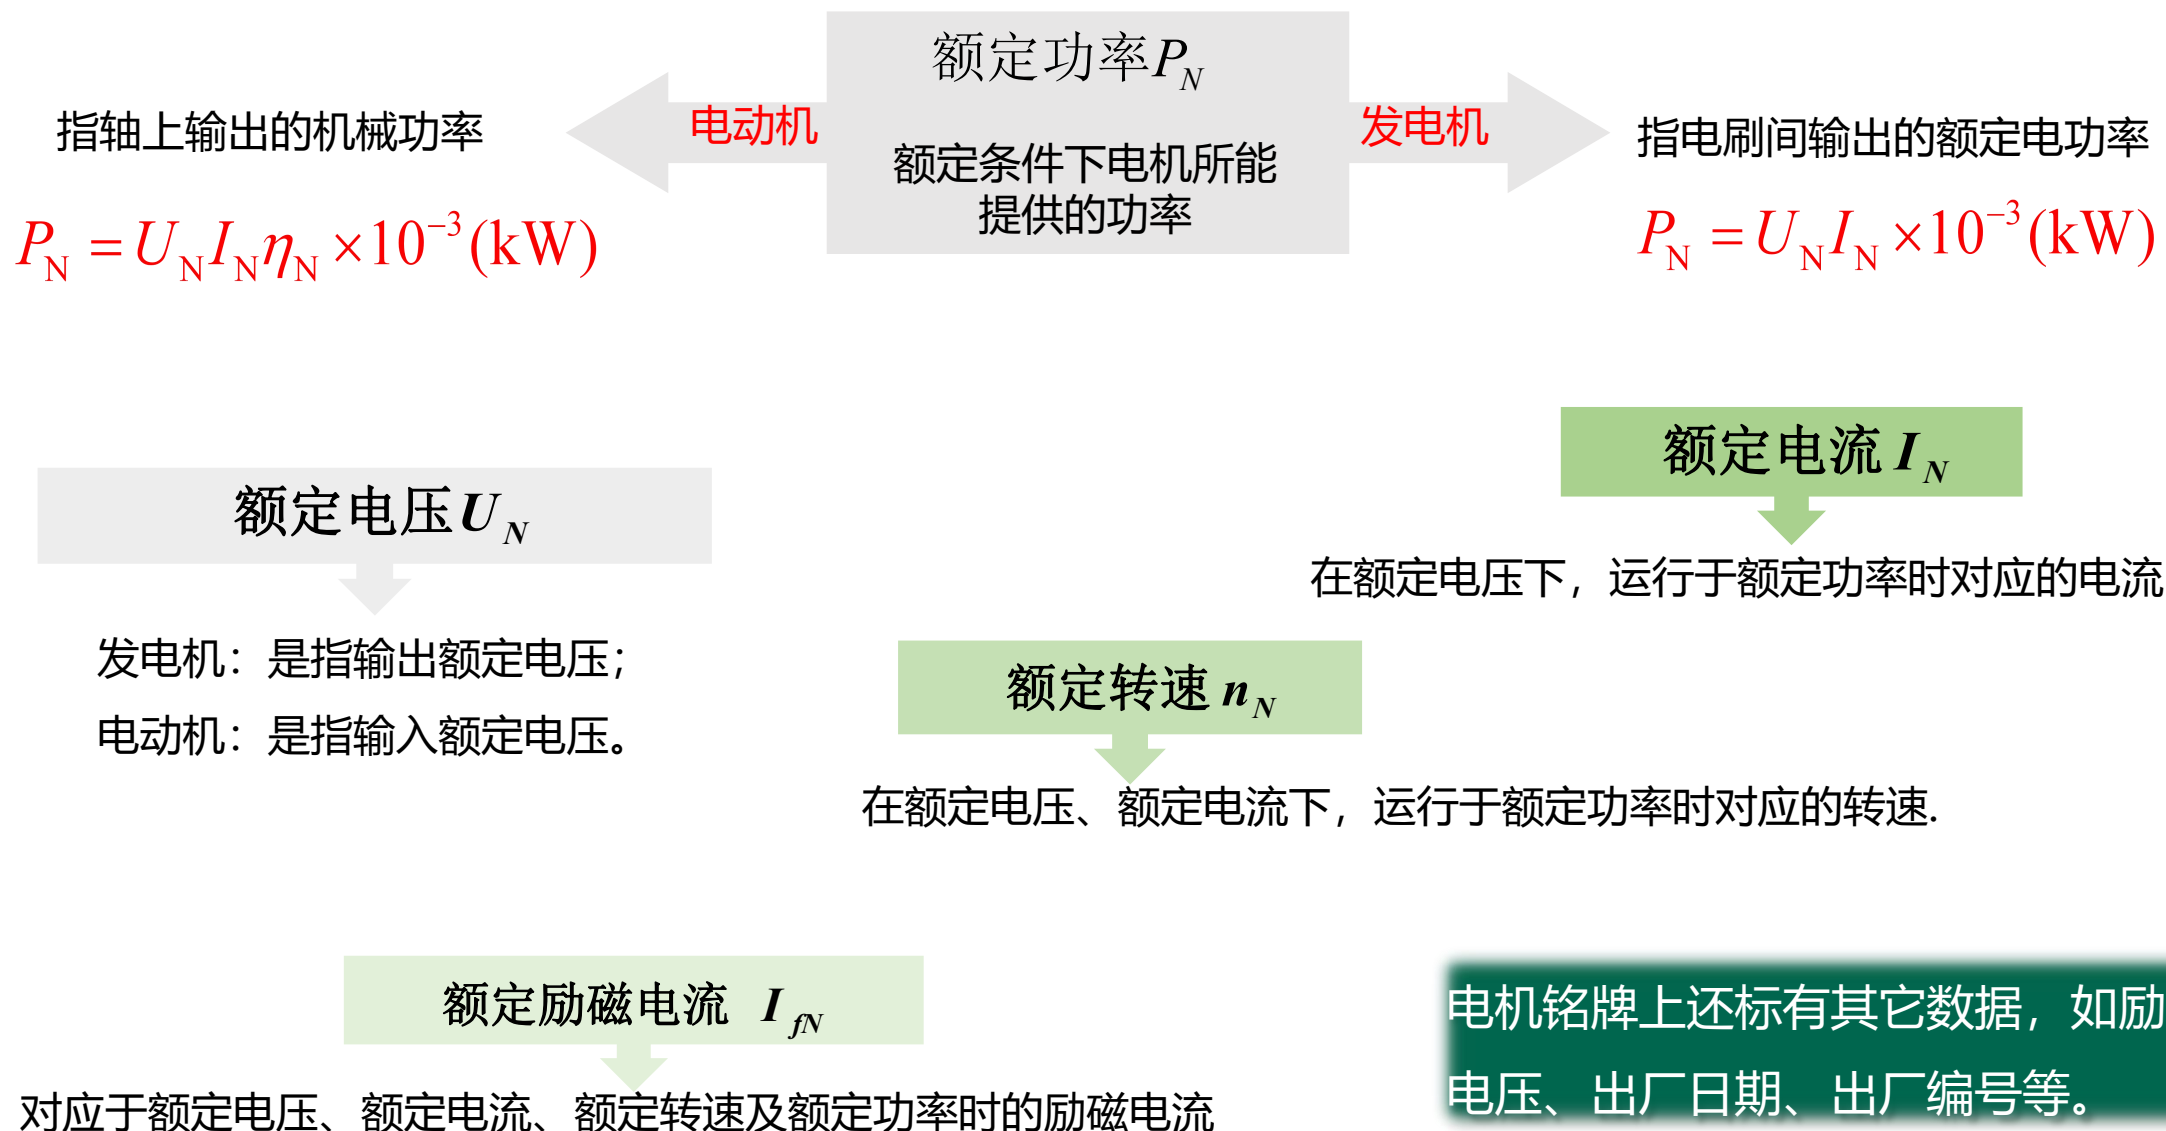 额定功率P_N
额定条件下电机所能
提供的功率
电动机
指轴上输出的机械功率
P_N = U_N I_N η_N ×10⁻³(kW)
发电机
指电刷间输出的额定电功率
P_N = U_N I_N ×10⁻³(kW)
额定电压U_N
发电机：是指输出额定电压；
电动机：是指输入额定电压。
额定电流 I_N
在额定电压下，运行于额定功率时对应的电流
额定转速 n_N
在额定电压、额定电流下，运行于额定功率时对应的转速.
额定励磁电流 I_fN
对应于额定电压、额定电流、额定转速及额定功率时的励磁电流
电机铭牌上还标有其它数据，如励
电压、出厂日期、出厂编号等。